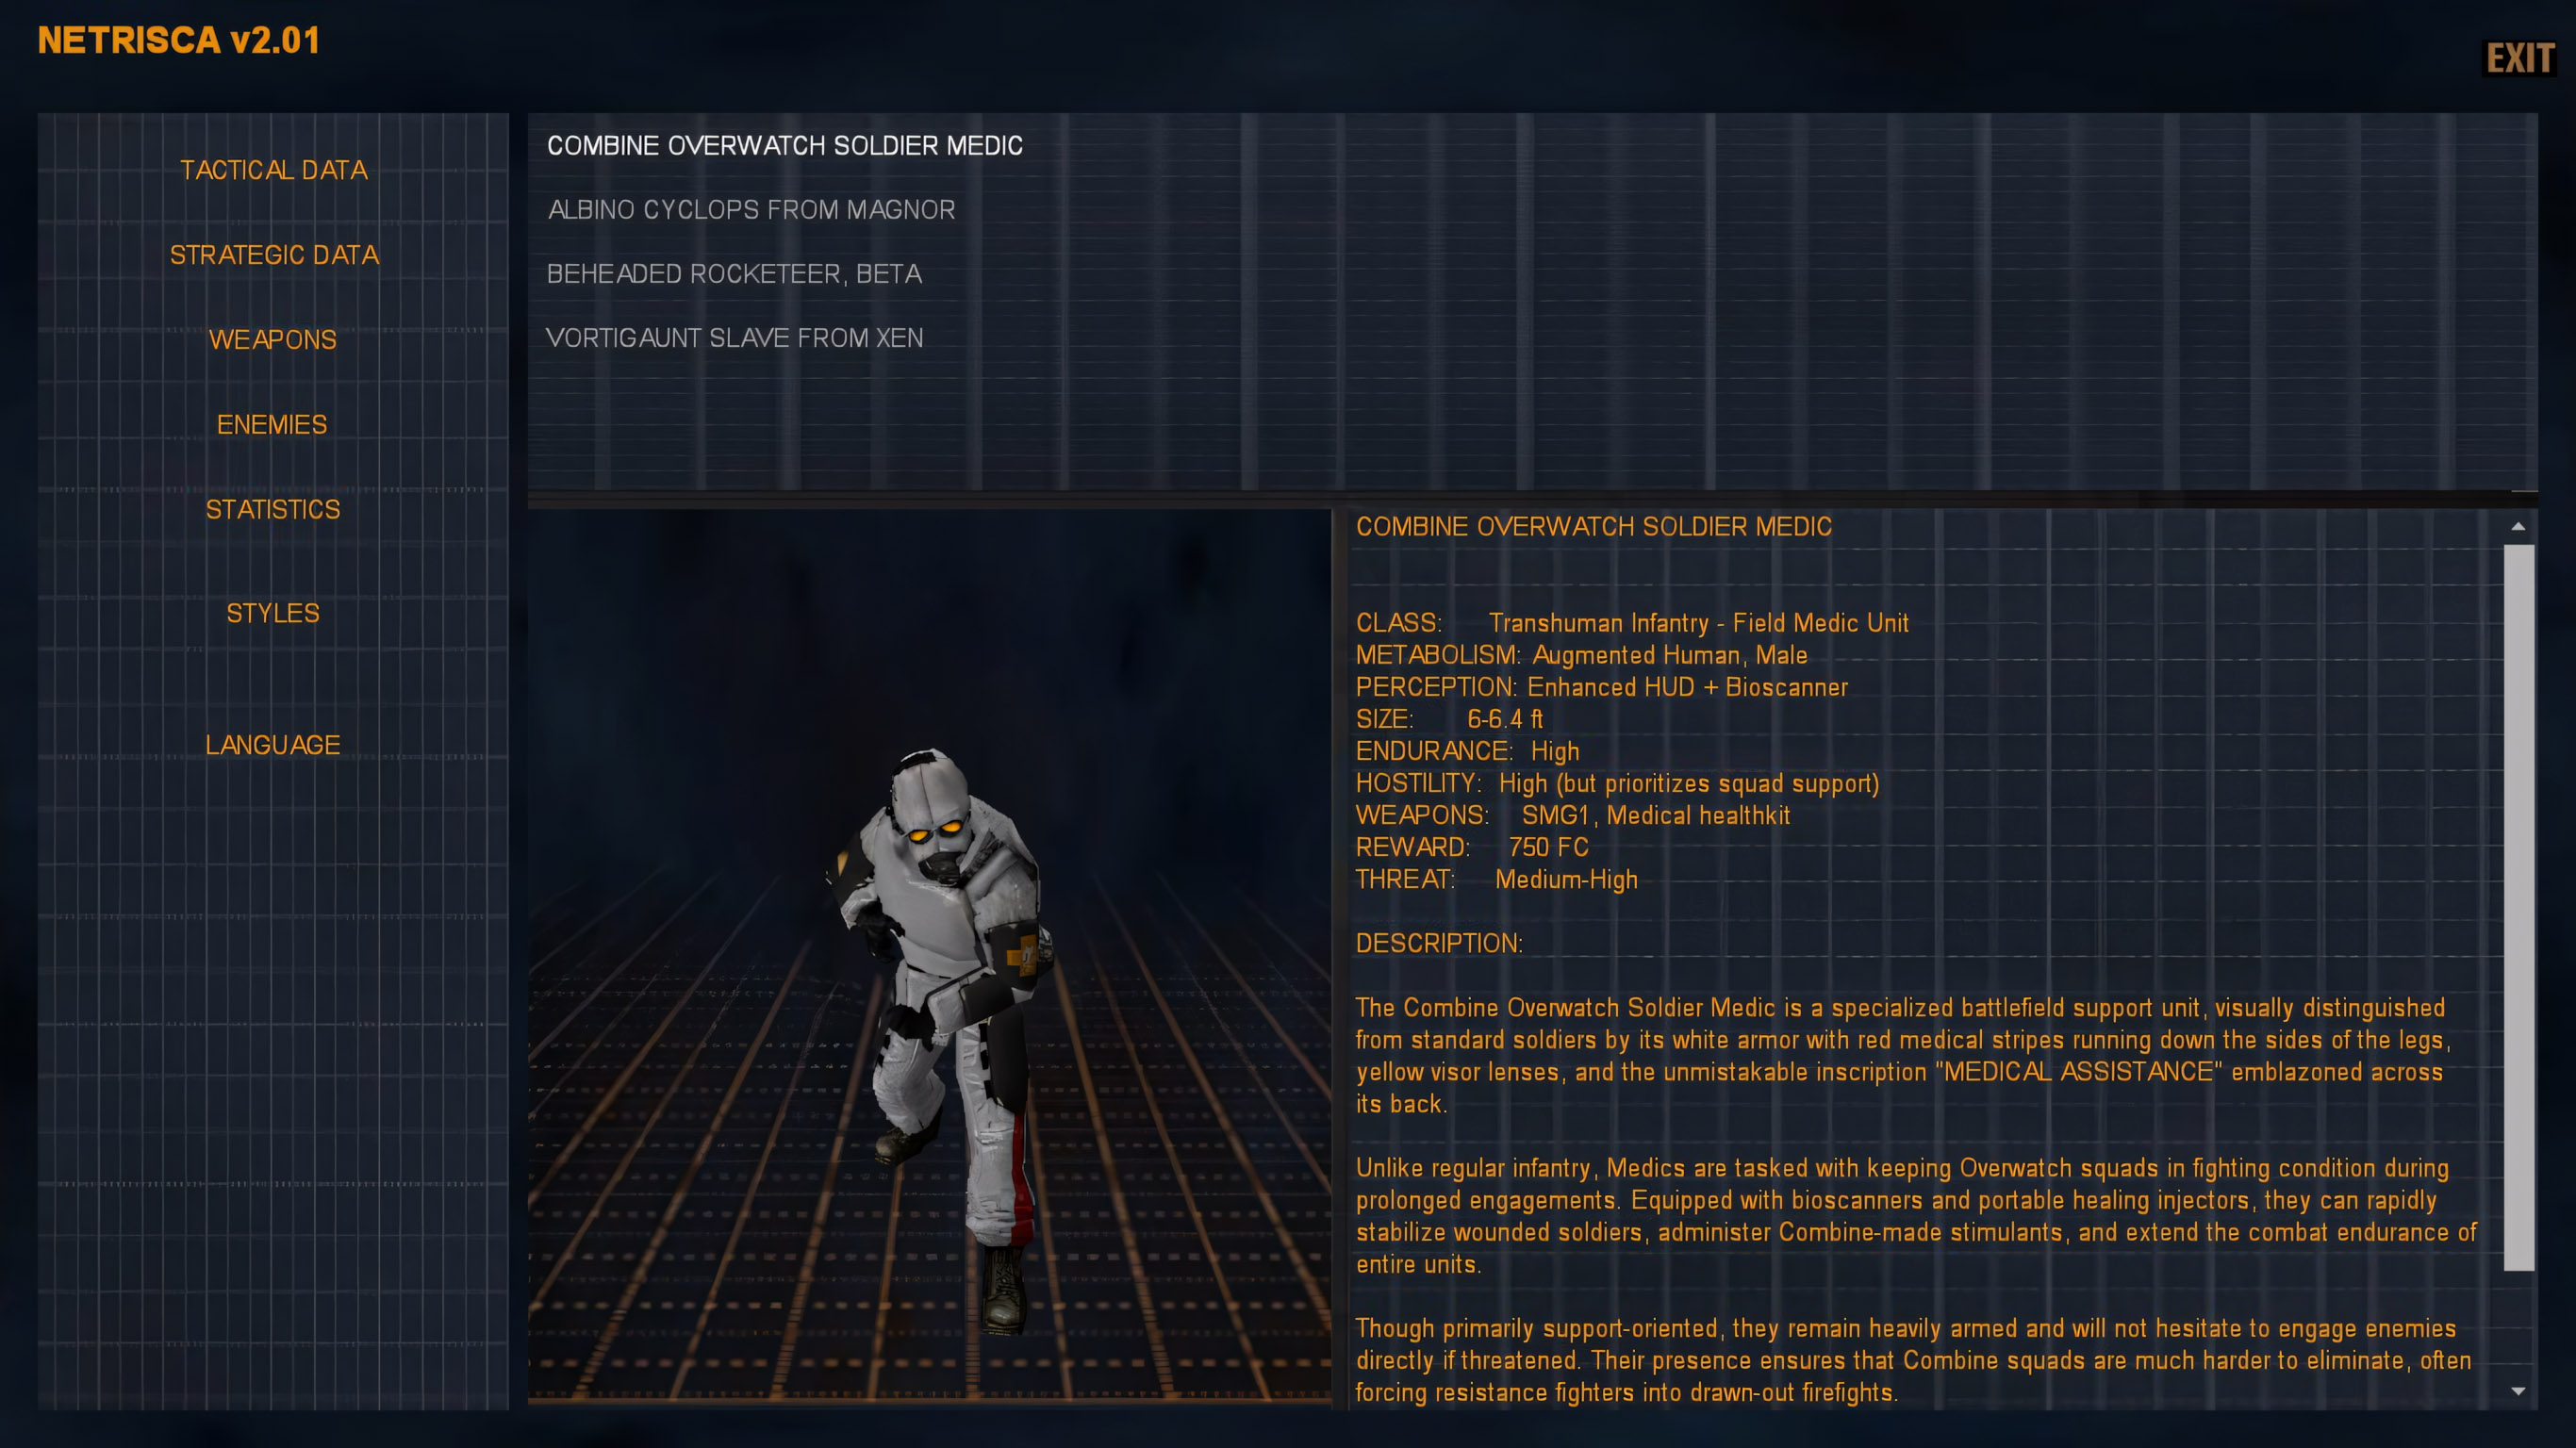 NETRISCA v2.01
EXIT
TACTICAL DATA
STRATEGIC DATA
WEAPONS
ENEMIES
STATISTICS
STYLES
LANGUAGE
COMBINE OVERWATCH SOLDIER MEDIC
ALBINO CYCLOPS FROM MAGNOR
BEHEADED ROCKETEER, BETA
VORTIGAUNT SLAVE FROM XEN
COMBINE OVERWATCH SOLDIER MEDIC
CLASS: Transhuman Infantry - Field Medic Unit
METABOLISM: Augmented Human, Male
PERCEPTION: Enhanced HUD + Bioscanner
SIZE: 6-6.4 ft
ENDURANCE: High
HOSTILITY: High (but prioritizes squad support)
WEAPONS: SMG1, Medical healthkit
REWARD: 750 FC
THREAT: Medium-High
DESCRIPTION:
The Combine Overwatch Soldier Medic is a specialized battlefield support unit, visually distinguished
from standard soldiers by its white armor with red medical stripes running down the sides of the legs,
yellow visor lenses, and the unmistakable inscription "MEDICAL ASSISTANCE" emblazoned across
its back.
Unlike regular infantry, Medics are tasked with keeping Overwatch squads in fighting condition during
prolonged engagements. Equipped with bioscanners and portable healing injectors, they can rapidly
stabilize wounded soldiers, administer Combine-made stimulants, and extend the combat endurance of
entire units.
Though primarily support-oriented, they remain heavily armed and will not hesitate to engage enemies
directly if threatened. Their presence ensures that Combine squads are much harder to eliminate, often
forcing resistance fighters into drawn-out firefights.